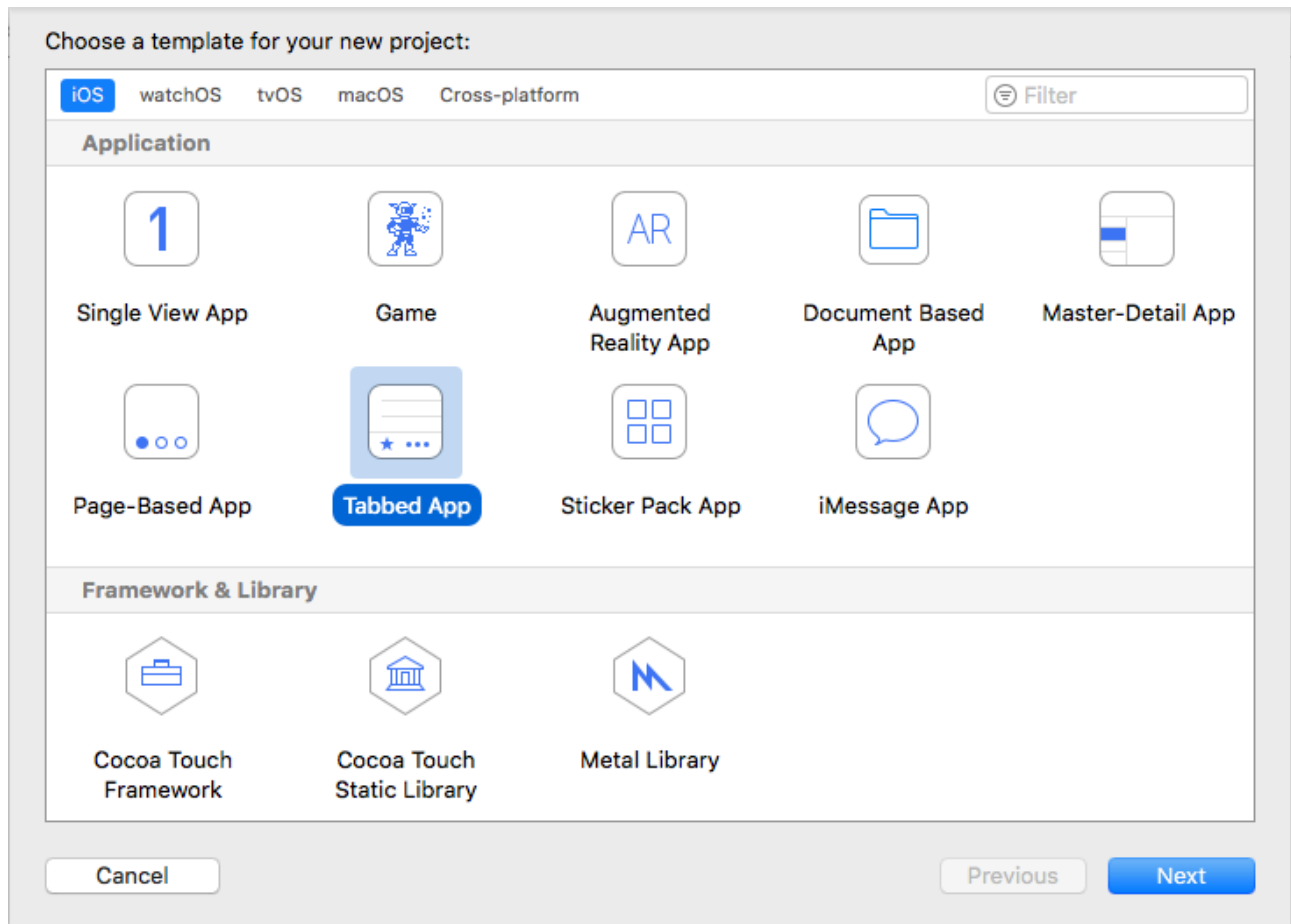 Choose a template for your new project:
iOS watchOS tvOS macOS Cross-platform Filter
Application
1 AR
Single View App Game Augmented Reality App Document Based App Master-Detail App
Page-Based App Tabbed App Sticker Pack App iMessage App
Framework & Library
Cocoa Touch Framework Cocoa Touch Static Library Metal Library
Cancel Previous Next